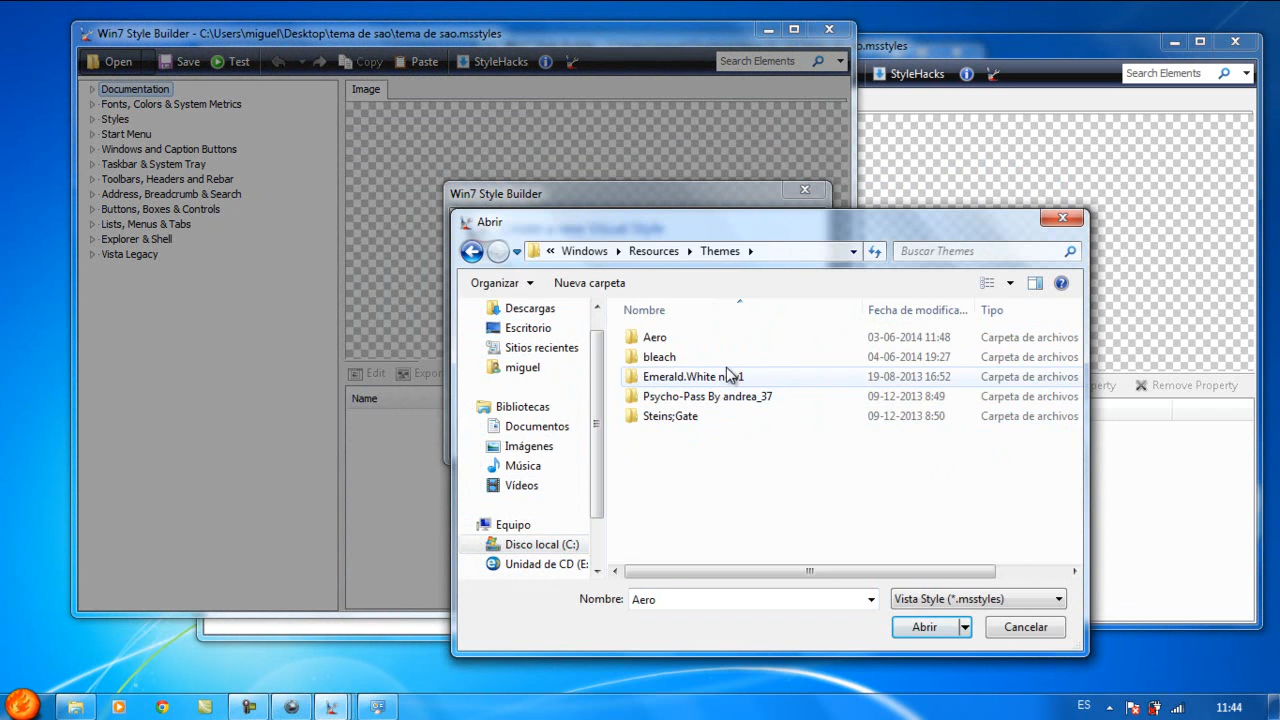 Win7 Style Builder - C:\Users\miguel\Desktop\tema de sao\tema de sao.msstyles
Open
Save
Test
Copy
Paste
StyleHacks
Search Elements
.msstyles
StyleHacks
Search Elements
Documentation
Fonts, Colors & System Metrics
Styles
Start Menu
Windows and Caption Buttons
Taskbar & System Tray
Toolbars, Headers and Rebar
Address, Breadcrumb & Search
Buttons, Boxes & Controls
Lists, Menus & Tabs
Explorer & Shell
Vista Legacy
Image
Edit
Name
Remove Property
Win7 Style Builder
Abrir
« Windows Resources Themes
Buscar Themes
Organizar
Nueva carpeta
Descargas
Escritorio
Sitios recientes
miguel
Bibliotecas
Documentos
Imágenes
Música
Vídeos
Equipo
Disco local (C:)
Unidad de CD (E:
Nombre Fecha de modifica... Tipo
Aero 03-06-2014 11:48 Carpeta de archivos
bleach 04-06-2014 19:27 Carpeta de archivos
Emerald.White 19-08-2013 16:52 Carpeta de archivos
Psycho-Pass By andrea_37 09-12-2013 8:49 Carpeta de archivos
Steins;Gate 09-12-2013 8:50 Carpeta de archivos
Nombre: Aero
Vista Style (*.msstyles)
Abrir
Cancelar
ES
11:44